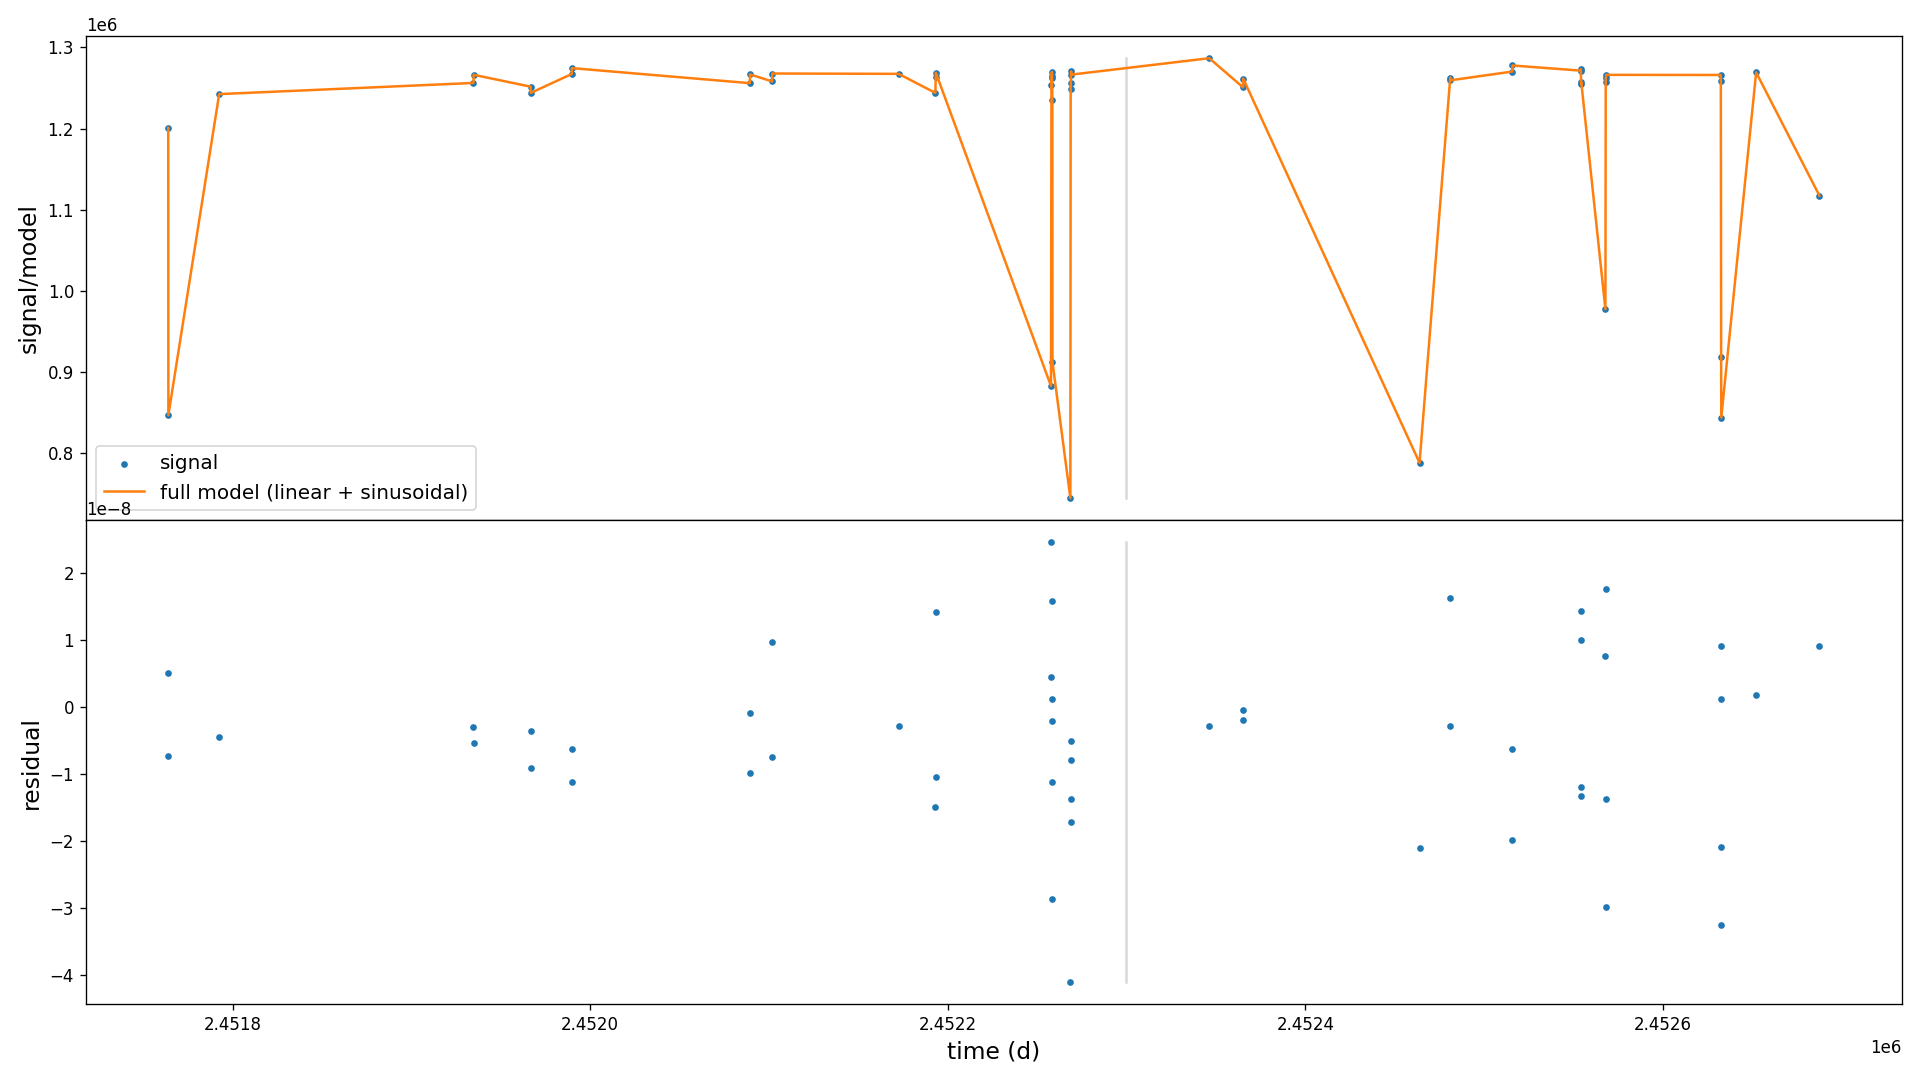 1e6
1.3
1.2
1.1
1.0
0.9
0.8
signal/model
signal
full model (linear + sinusoidal)
1e−8
2
1
0
−1
−2
−3
−4
residual
2.4518
2.4520
2.4522
2.4524
2.4526
time (d)
1e6